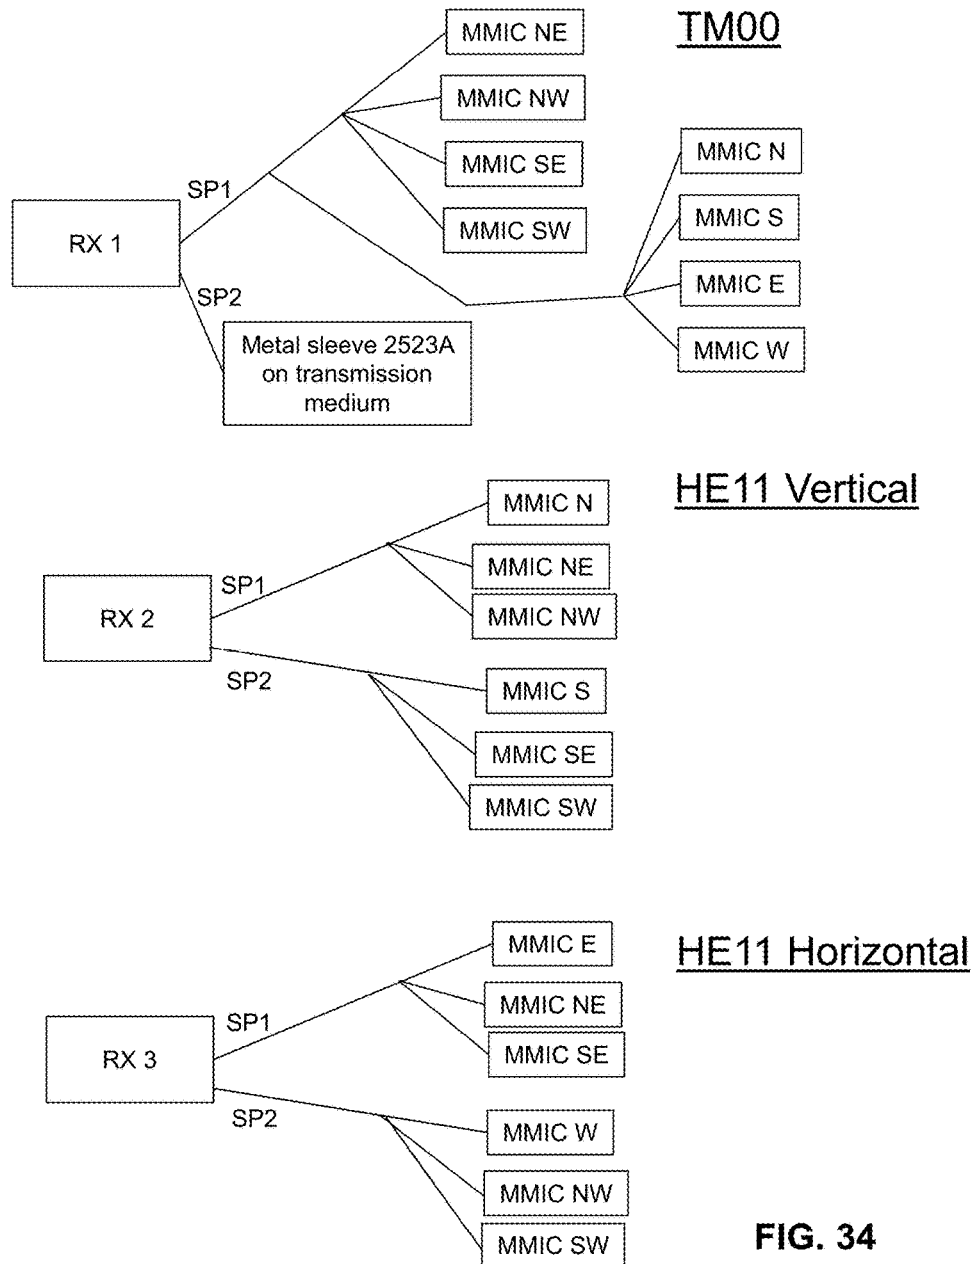 TM00
MMIC NE
MMIC NW
MMIC SE
MMIC SW
MMIC N
MMIC S
MMIC E
MMIC W
SP1
RX 1
SP2
Metal sleeve 2523A
on transmission
medium
HE11 Vertical
MMIC N
MMIC NE
MMIC NW
SP1
RX 2
SP2
MMIC S
MMIC SE
MMIC SW
HE11 Horizontal
MMIC E
MMIC NE
MMIC SE
SP1
RX 3
SP2
MMIC W
MMIC NW
MMIC SW
FIG. 34